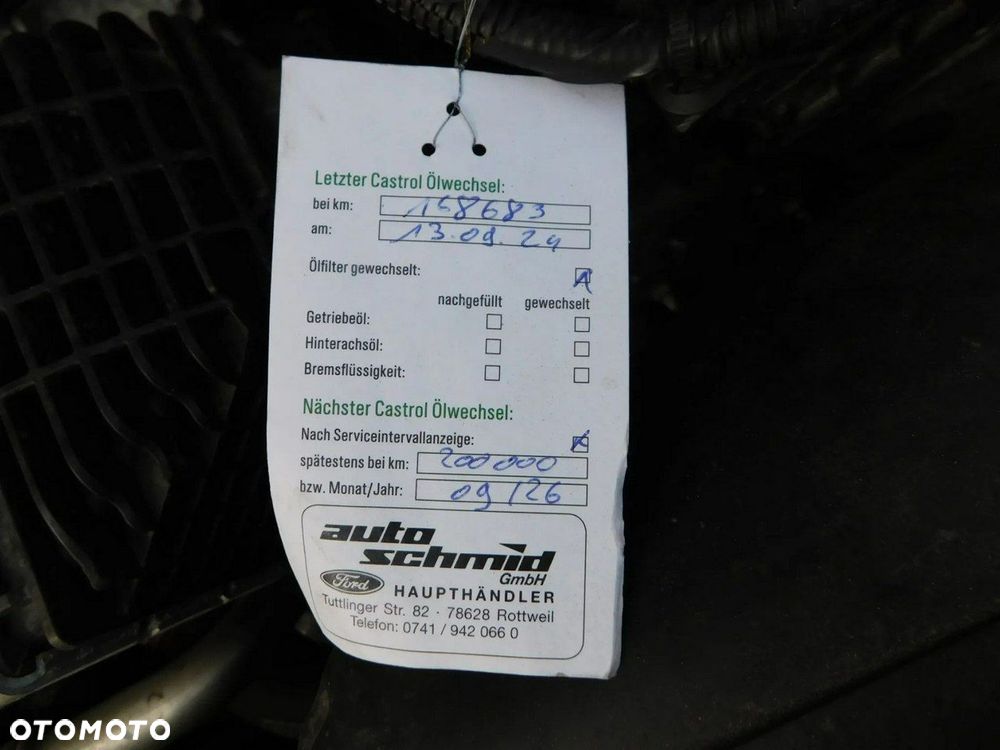 Letzter Castrol Ölwechsel:
bei km: 168683
am: 13.09.24
Ölfilter gewechselt:
nachgefüllt gewechselt
Getriebeöl:
Hinterachsöl:
Bremsflüssigkeit:
Nächster Castrol Ölwechsel:
Nach Serviceintervallanzeige:
spätestens bei km: 200000
bzw. Monat/Jahr: 09/26
auto
schmid
GmbH
Ford HAUPTHÄNDLER
Tuttlinger Str. 82 · 78628 Rottweil
Telefon: 0741 / 942 066 0
OTOMOTO